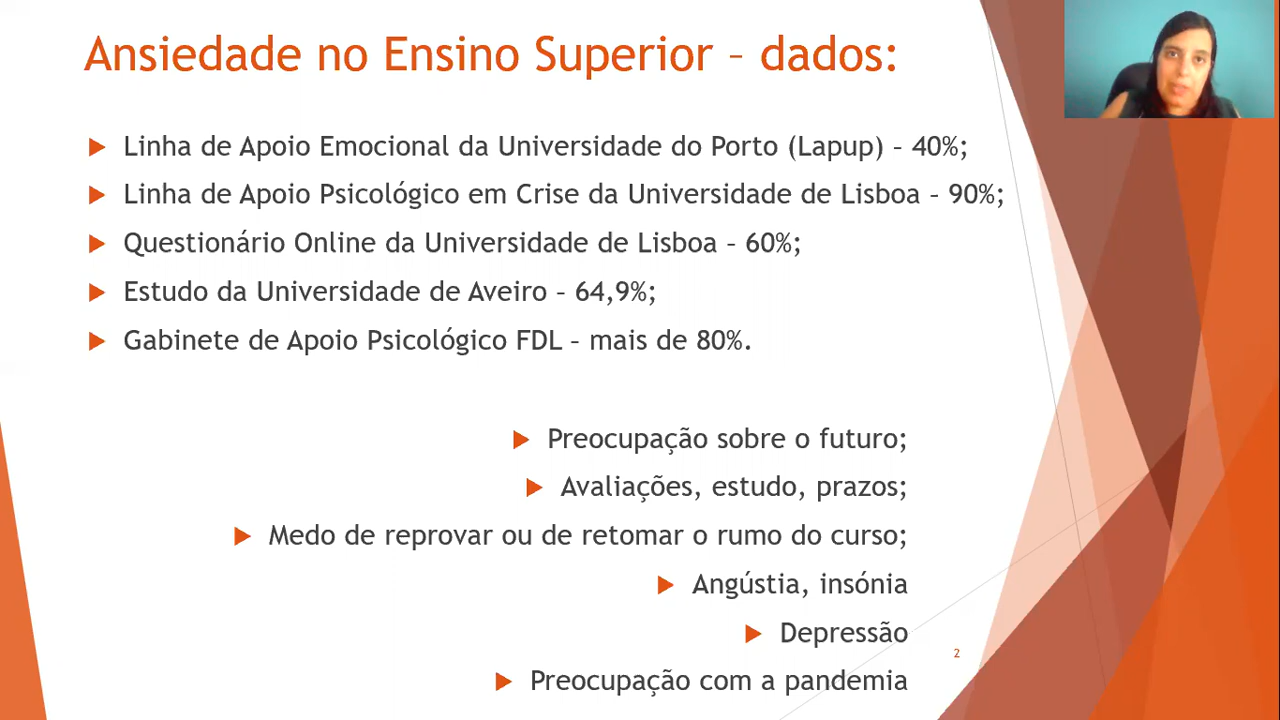 Ansiedade no Ensino Superior – dados:
Linha de Apoio Emocional da Universidade do Porto (Lapup) – 40%;
Linha de Apoio Psicológico em Crise da Universidade de Lisboa – 90%;
Questionário Online da Universidade de Lisboa – 60%;
Estudo da Universidade de Aveiro – 64,9%;
Gabinete de Apoio Psicológico FDL – mais de 80%.
Preocupação sobre o futuro;
Avaliações, estudo, prazos;
Medo de reprovar ou de retomar o rumo do curso;
Angústia, insónia
Depressão
2
Preocupação com a pandemia